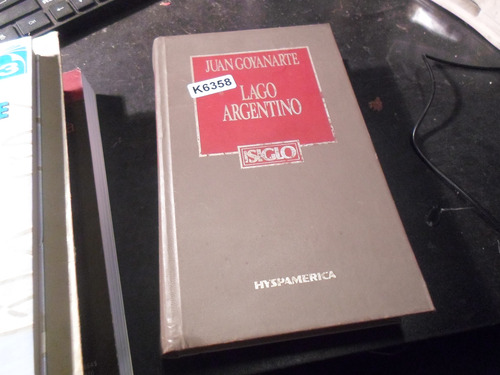 JUAN GOYANARTE
K6358
LAGO
ARGENTINO
SIGLO
HYSPAMERICA